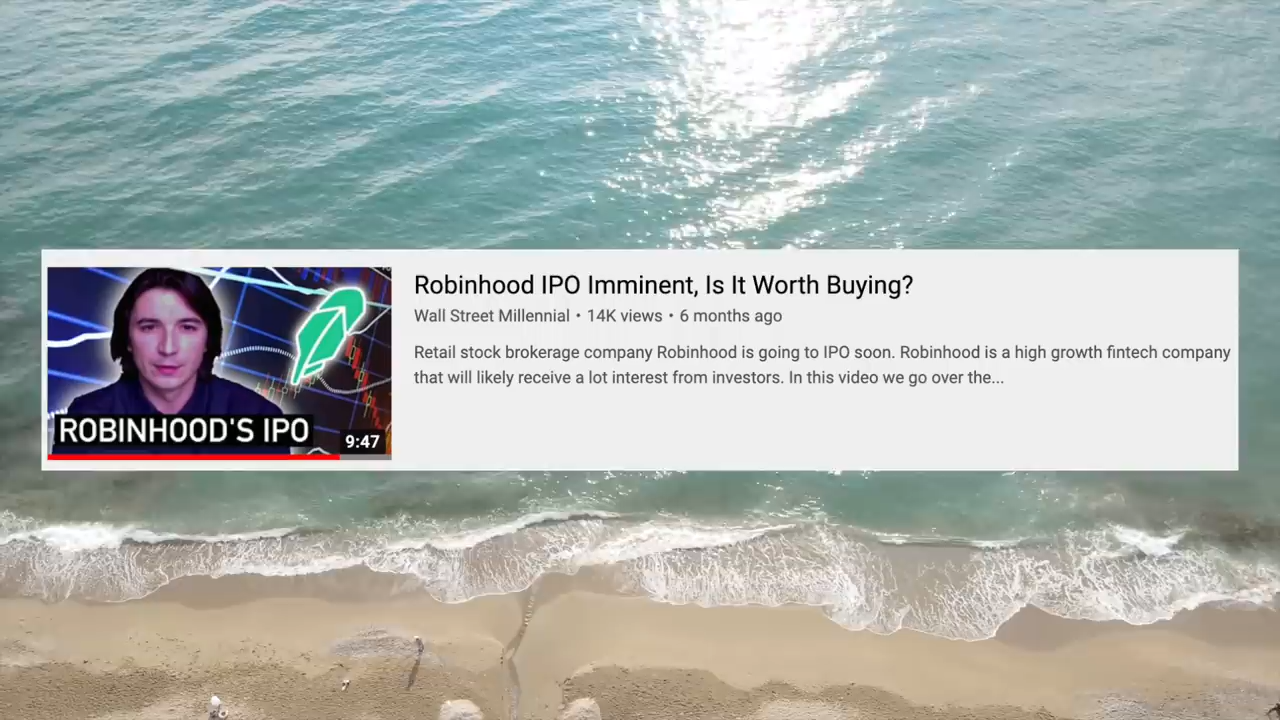 Robinhood IPO Imminent, Is It Worth Buying?
Wall Street Millennial • 14K views • 6 months ago
Retail stock brokerage company Robinhood is going to IPO soon. Robinhood is a high growth fintech company
that will likely receive a lot interest from investors. In this video we go over the...
ROBINHOOD'S IPO
9:47